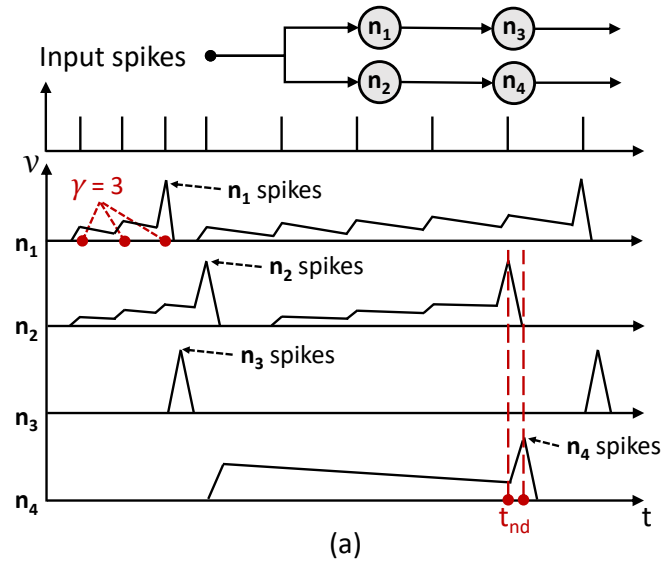 n1 n3
Input spikes
n2 n4
ν
γ = 3
n1 spikes
n1
n2 spikes
n2
n3 spikes
n3
n4 spikes
n4
tnd
t
(a)